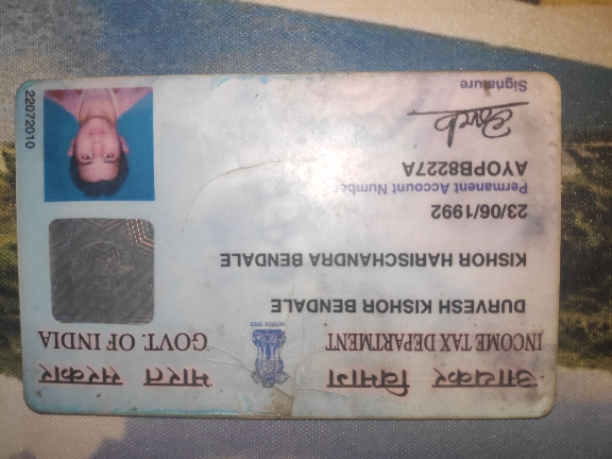 आयकर विभाग
INCOME TAX DEPARTMENT
भारत सरकार
GOVT. OF INDIA
DURVESH KISHOR BENDALE
KISHOR HARISCHANDRA BENDALE
23/06/1992
Permanent Account Number
AYOPB8227A
Signature
22072010